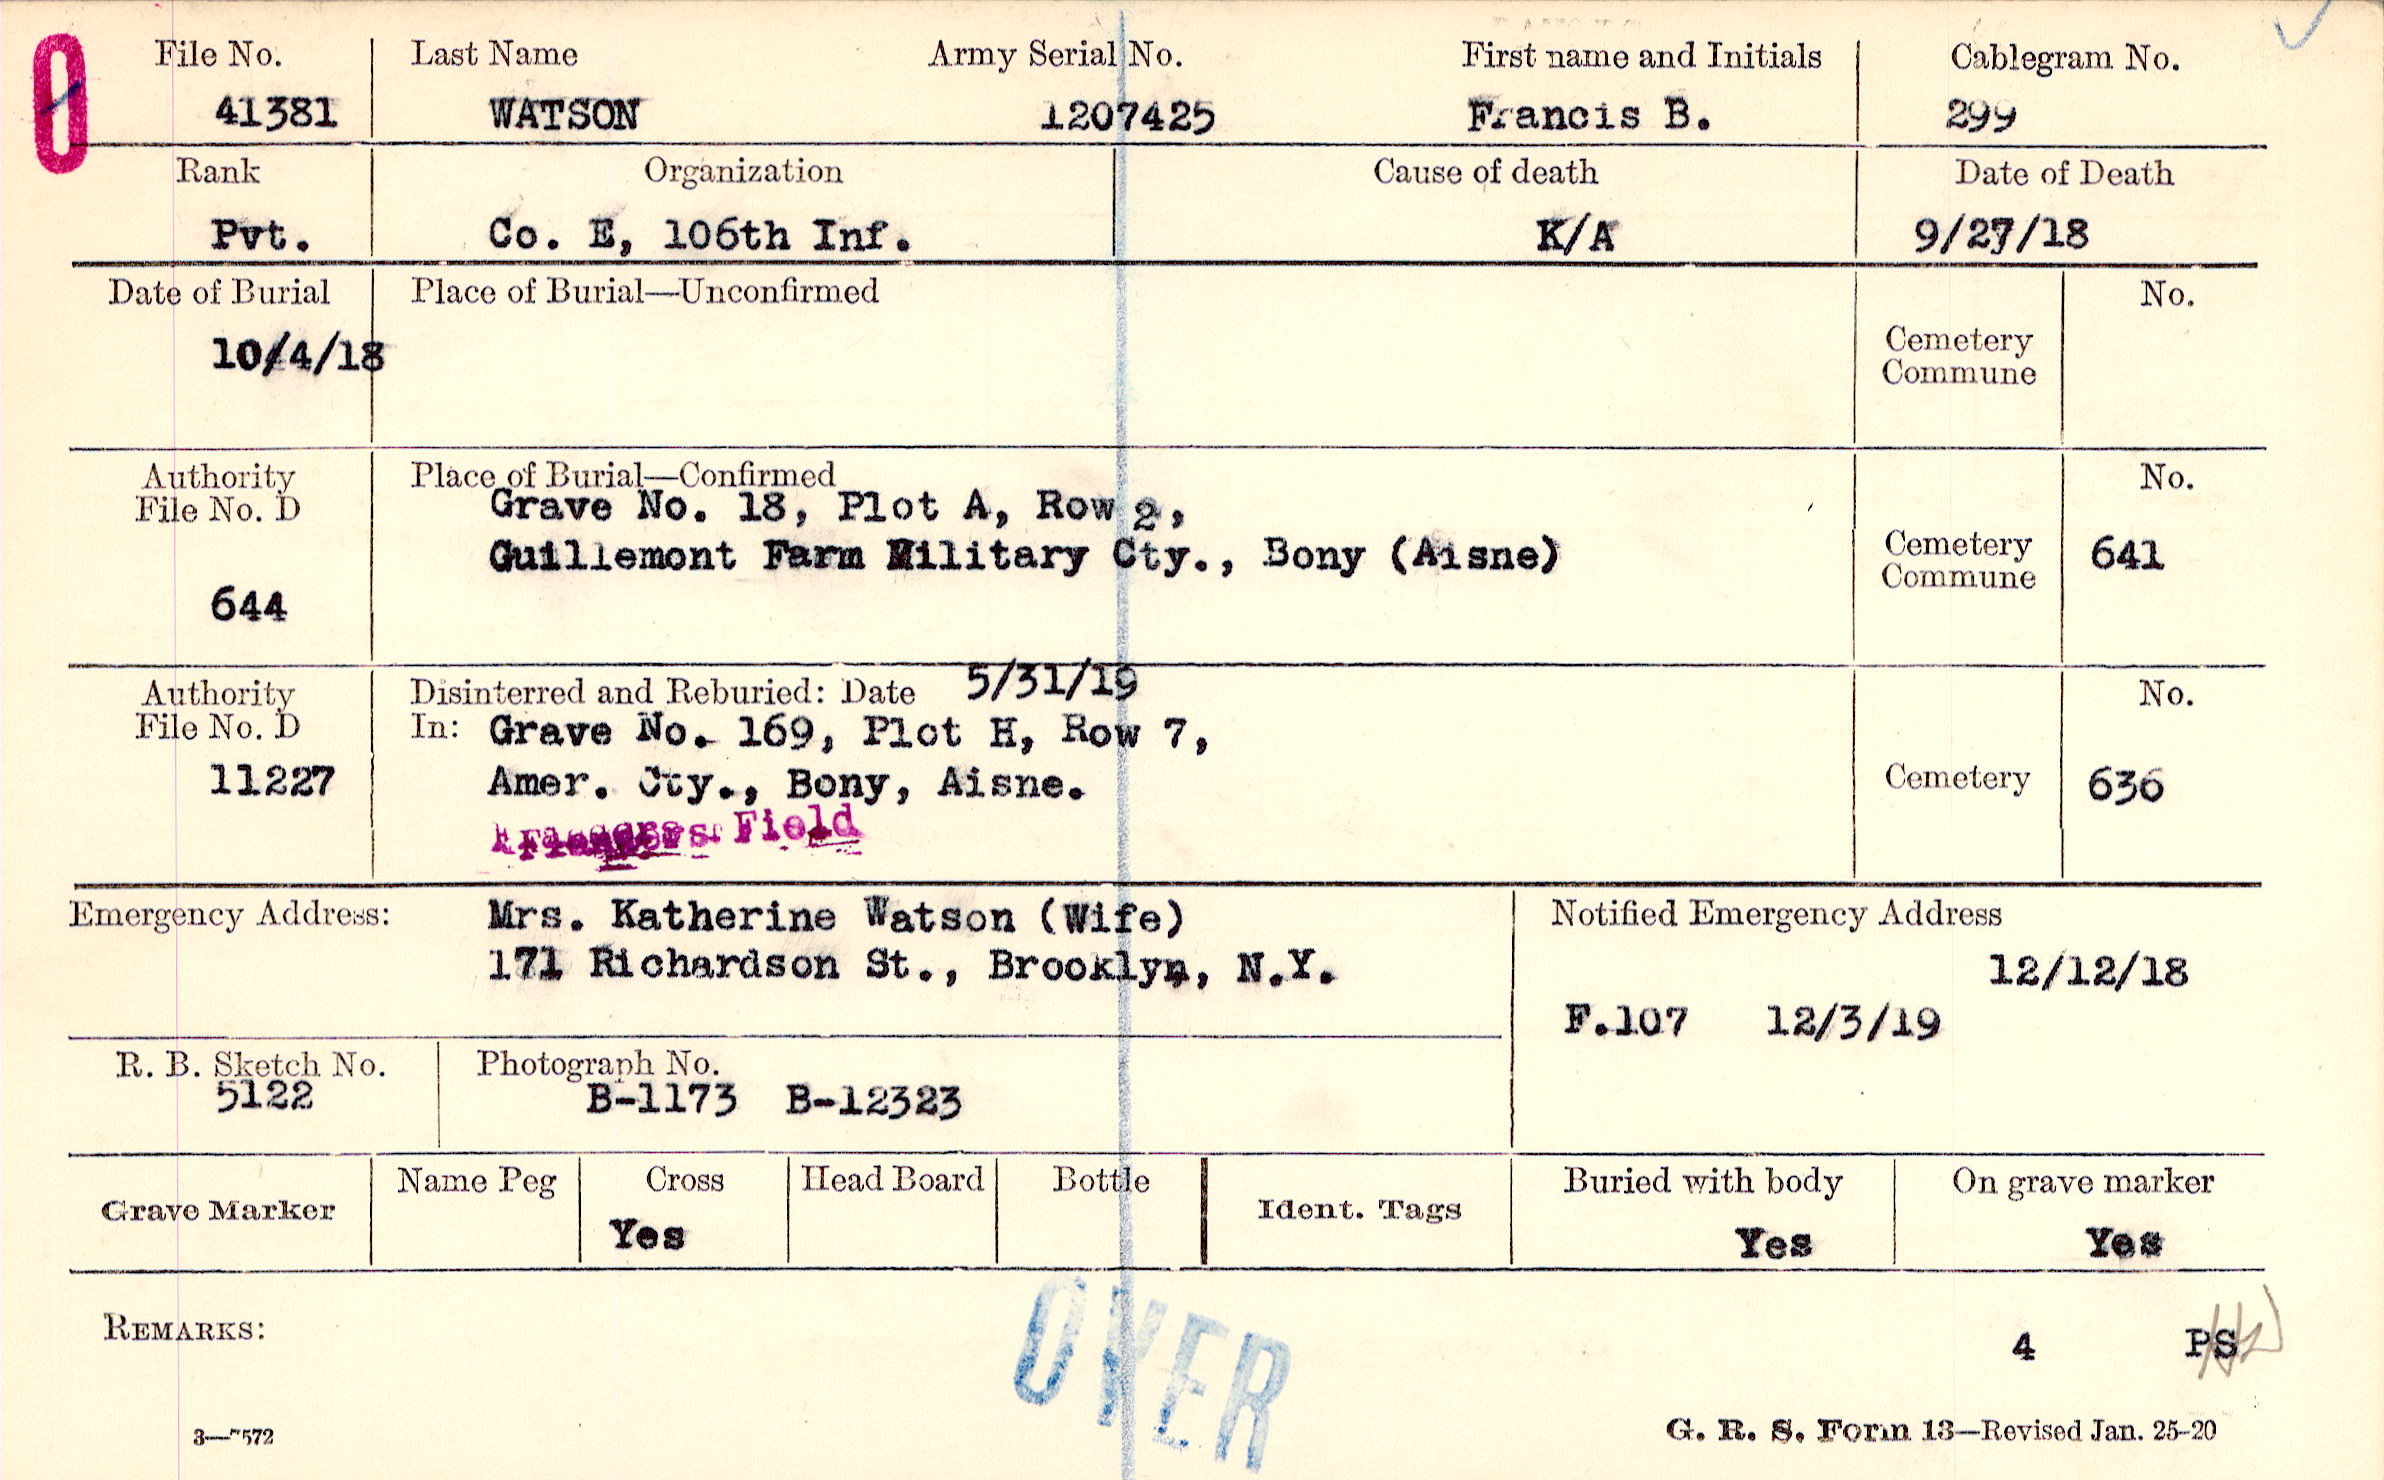 0
File No. Last Name Army Serial No. First name and Initials Cablegram No.
41381 WATSON 1207425 Francis B. 299
Rank Organization Cause of death Date of Death
Pvt. Co. E, 106th Inf. K/A 9/27/18
Date of Burial Place of Burial—Unconfirmed No.
10/4/18 Cemetery
Commune
Authority Place of Burial—Confirmed No.
File No. D Grave No. 18, Plot A, Row 2,
Guillemont Farm Military Cty., Bony (Aisne) Cemetery 641
Commune
644
Authority Disinterred and Reburied: Date 5/31/19 No.
File No. D In: Grave No. 169, Plot H, Row 7,
11227 Amer. Cty., Bony, Aisne. Cemetery 636
Field
Emergency Address: Mrs. Katherine Watson (Wife) Notified Emergency Address
171 Richardson St., Brooklyn, N.Y. 12/12/18
F.107 12/3/19
R. B. Sketch No. Photograph No.
5122 B-1173 B-12323
Grave Marker Name Peg Cross Head Board Bottle Ident. Tags Buried with body On grave marker
Yes Yes Yes
REMARKS: 4 PS
OVER
3—7572 G. R. S. Form 13—Revised Jan. 25-20